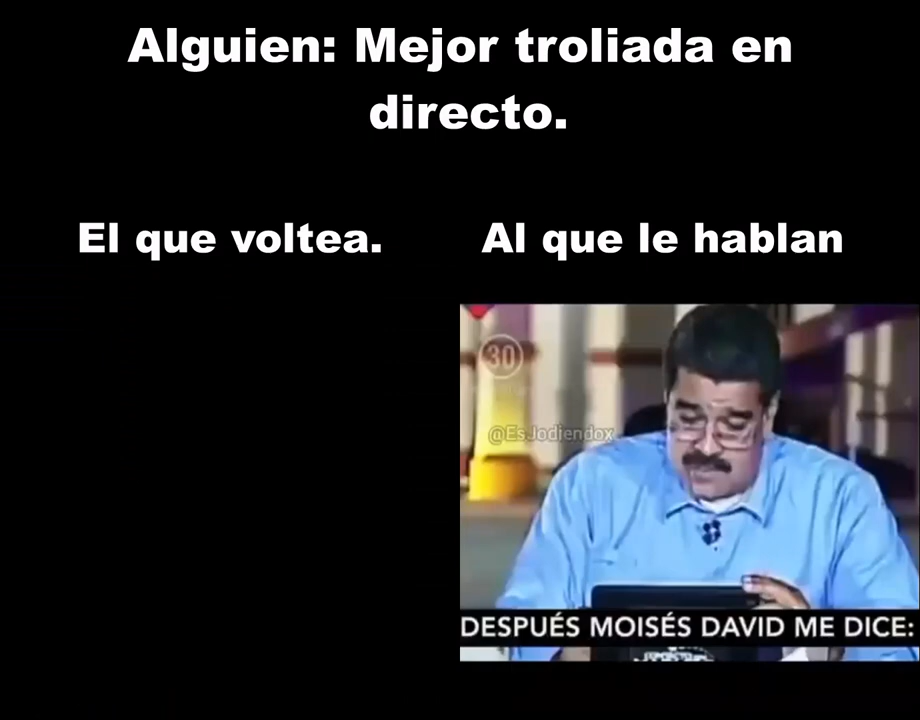 Alguien: Mejor troliada en
directo.
El que voltea.
Al que le hablan
30
@EsJodiendox
DESPUÉS MOISÉS DAVID ME DICE: